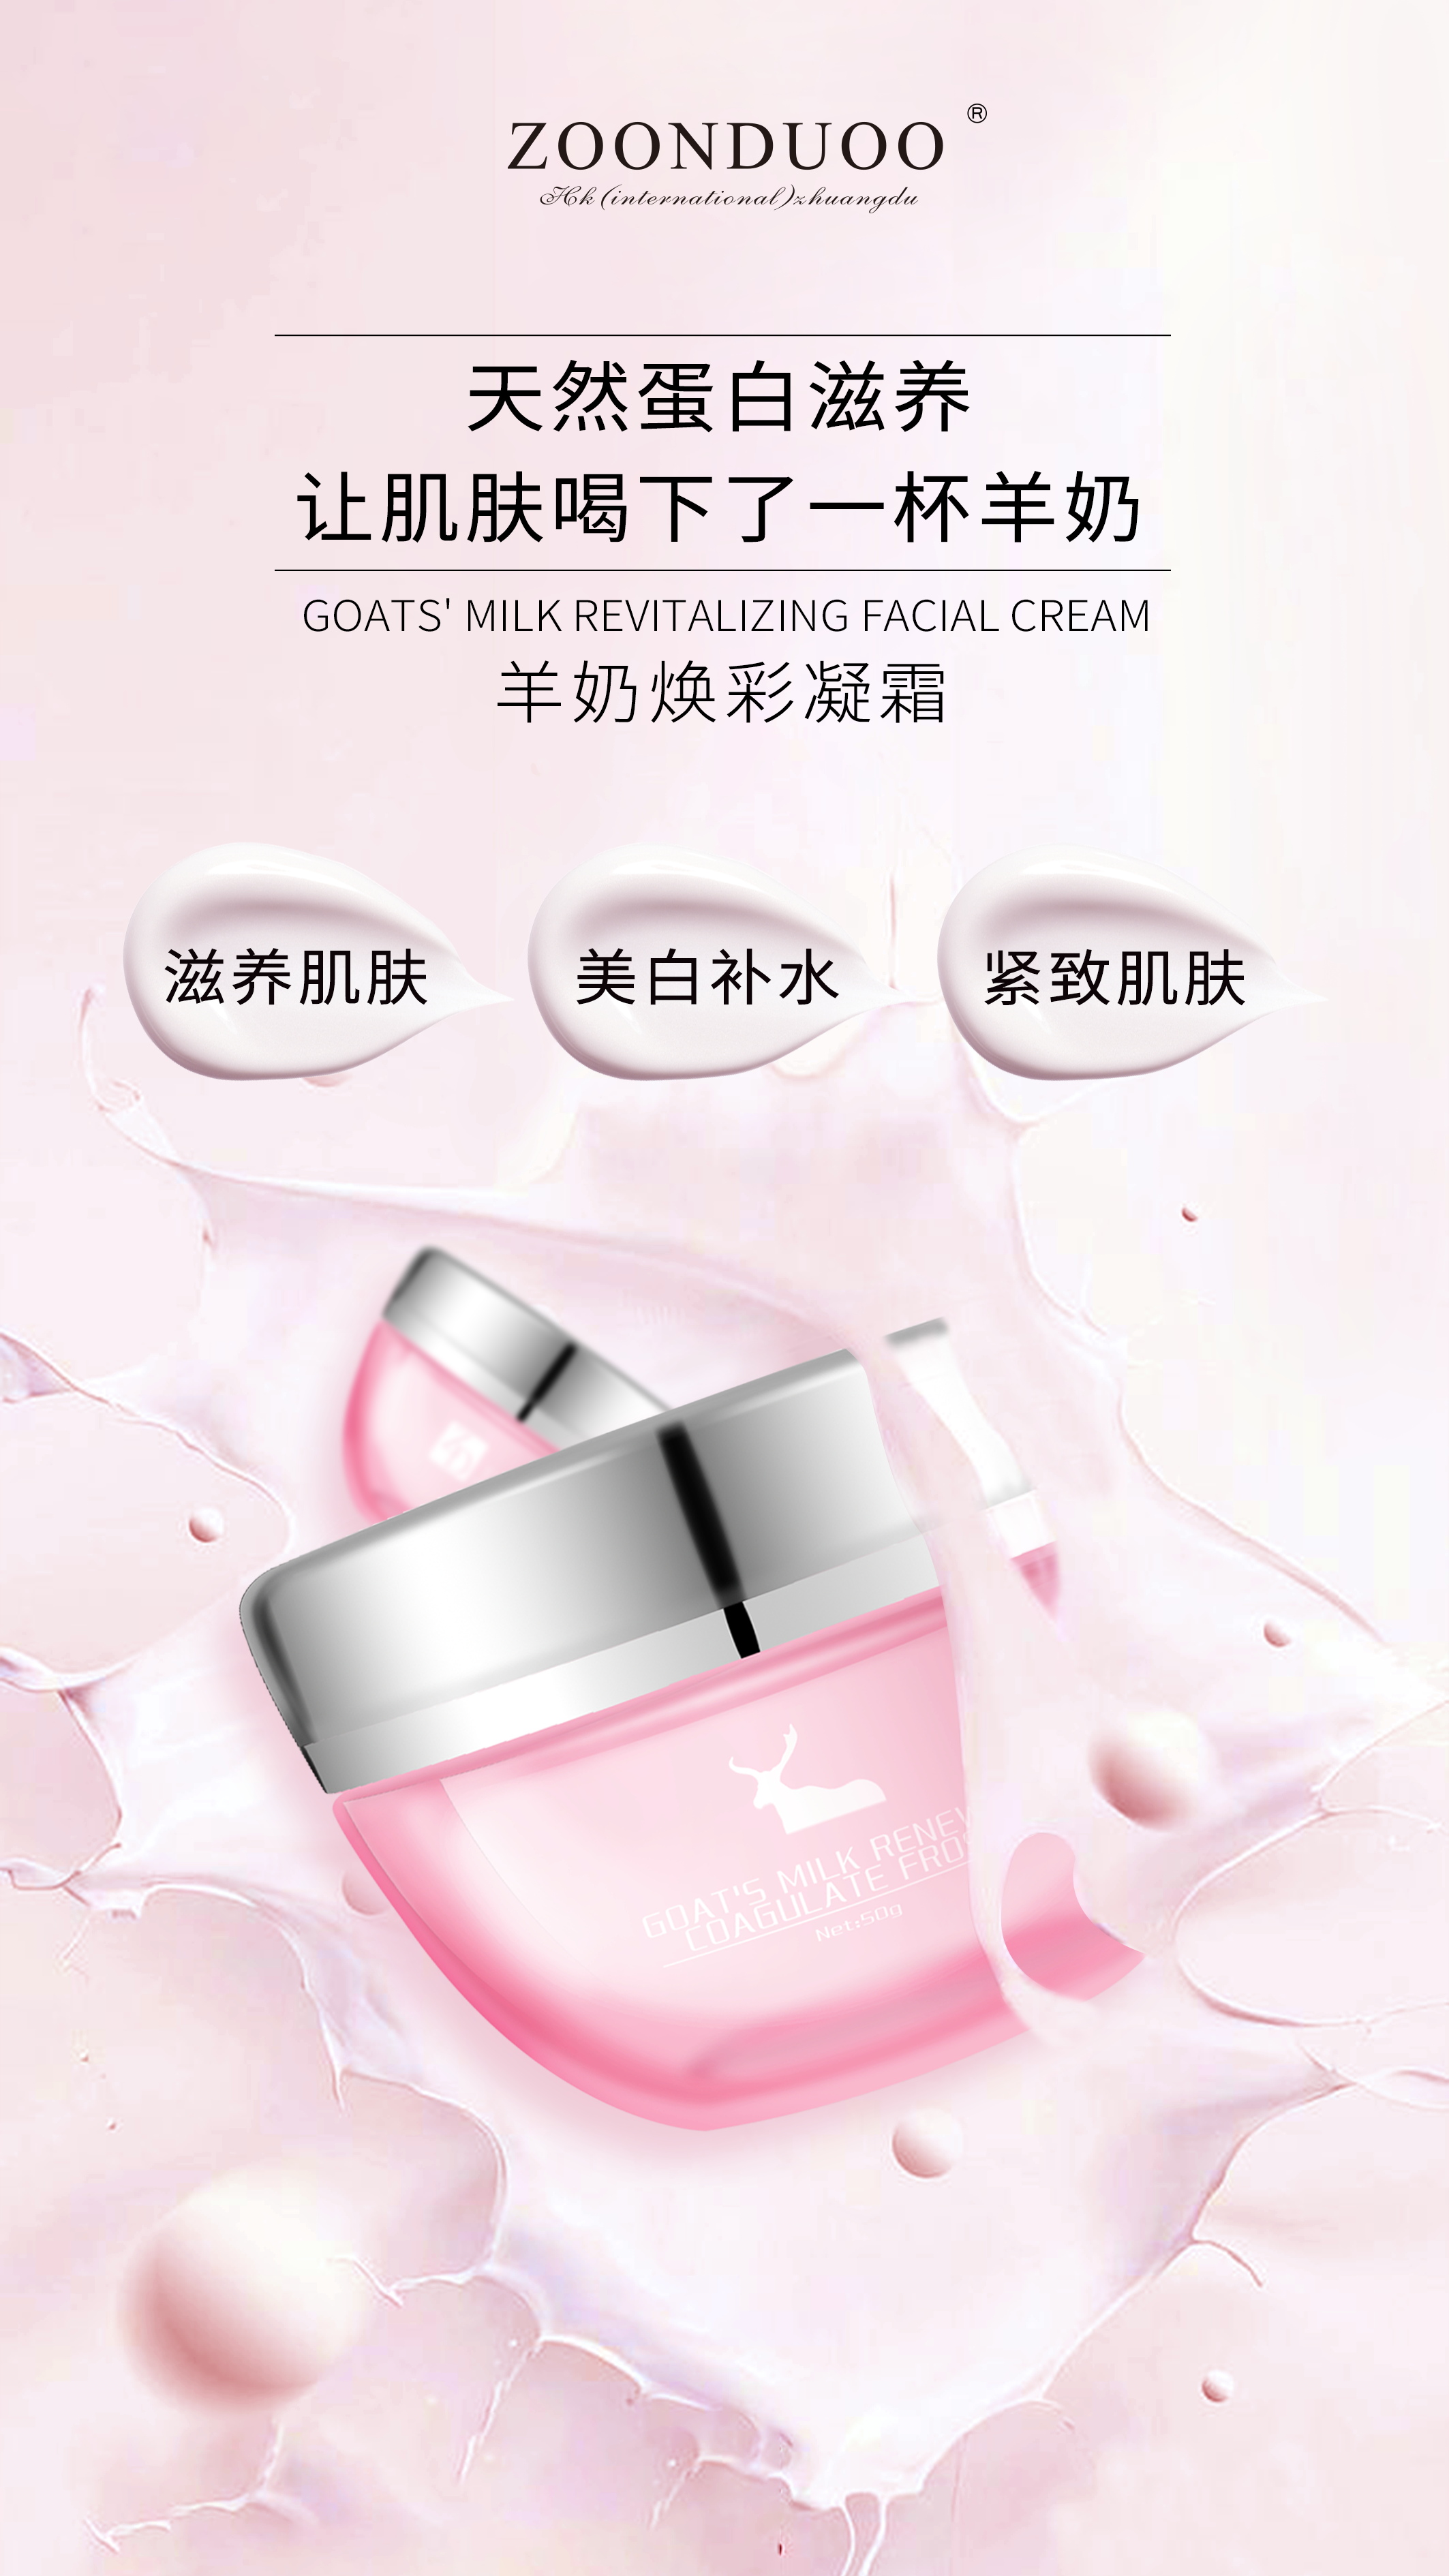 ZOONDUOO ®
Hk (international) zhuangdu
天然蛋白滋养
让肌肤喝下了一杯羊奶
GOATS' MILK REVITALIZING FACIAL CREAM
羊奶焕彩凝霜
滋养肌肤
美白补水
紧致肌肤
GOAT'S MILK
COAGULATE
Net:50g